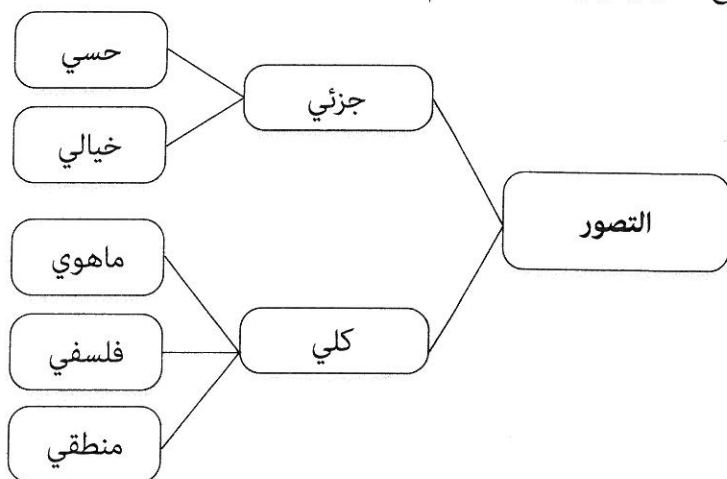 التصور
جزئي
حسي
خيالي
كلي
ماهوي
فلسفي
منطقي